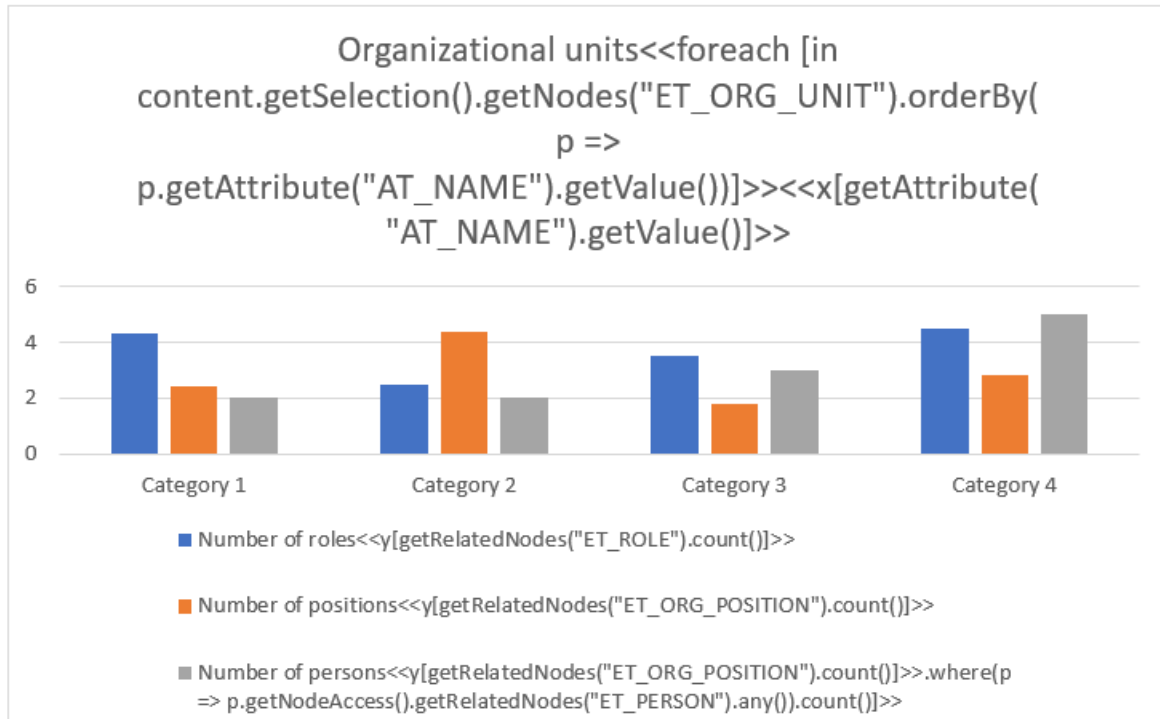 Organizational units<<foreach [in
content.getSelection().getNodes("ET_ORG_UNIT").orderBy(
p =>
p.getAttribute("AT_NAME").getValue())]>><<x[getAttribute(
"AT_NAME").getValue()]>>
6
4
2
0
Category 1
Category 2
Category 3
Category 4
Number of roles<<y[getRelatedNodes("ET_ROLE").count()]>>
Number of positions<<y[getRelatedNodes("ET_ORG_POSITION").count()]>>
Number of persons<<y[getRelatedNodes("ET_ORG_POSITION").count()]>>.where(p
=> p.getNodeAccess().getRelatedNodes("ET_PERSON").any()).count()]>>